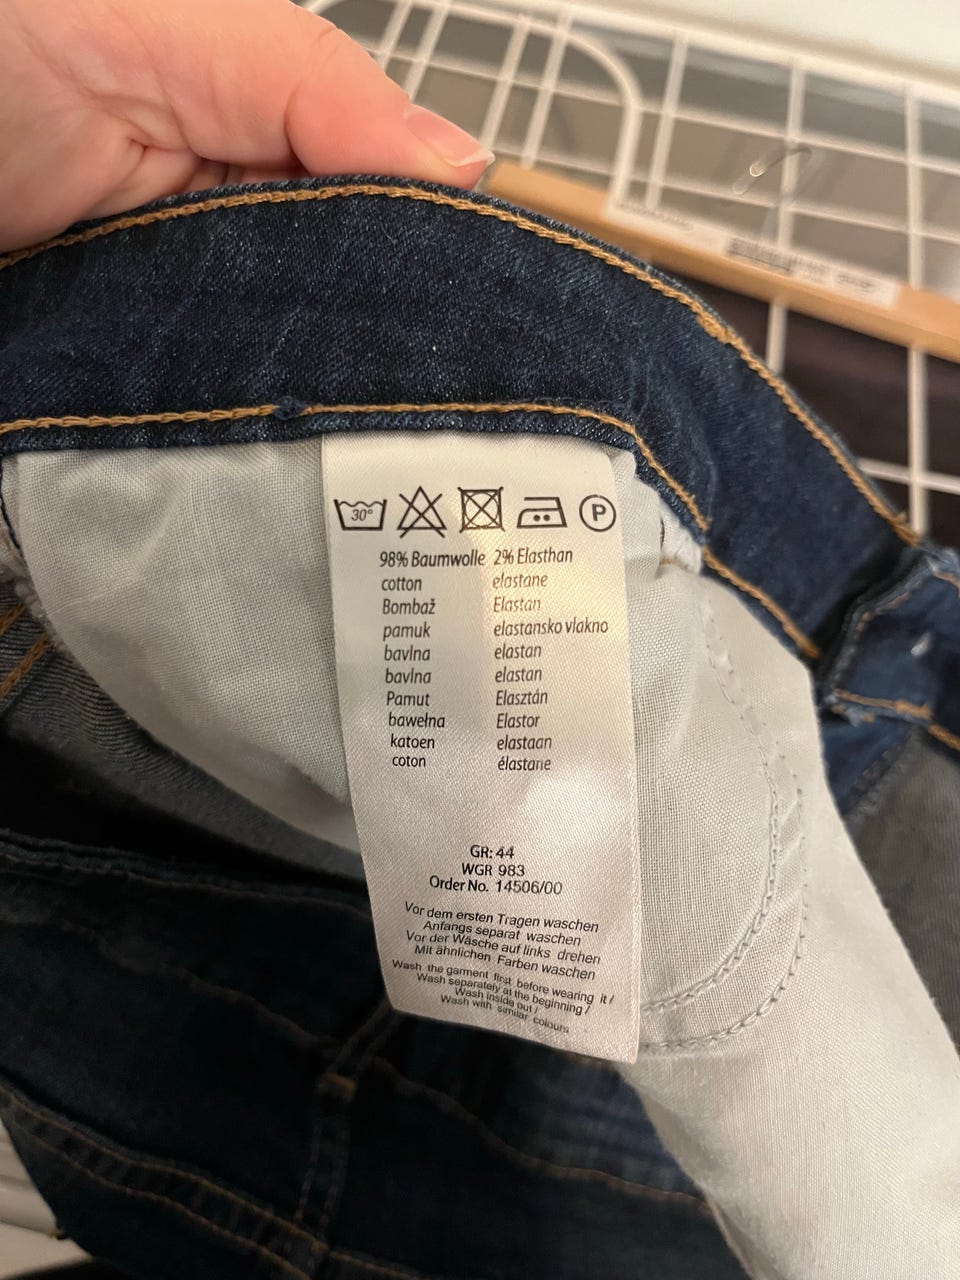 30° P
98% Baumwolle 2% Elasthan
cotton elastane
Bombaž Elastan
pamuk elastansko vlakno
bavlna elastan
bavlna elastan
Pamut Elasztán
bawełna Elastor
katoen elastaan
coton élastane
GR: 44
WGR 983
Order No. 14506/00
Vor dem ersten Tragen waschen
Anfangs separat waschen
Vor der Wäsche auf links drehen
Mit ähnlichen Farben waschen
Wash the garment first before wearing it /
Wash separately at the beginning /
Wash inside out /
Wash with similar colours